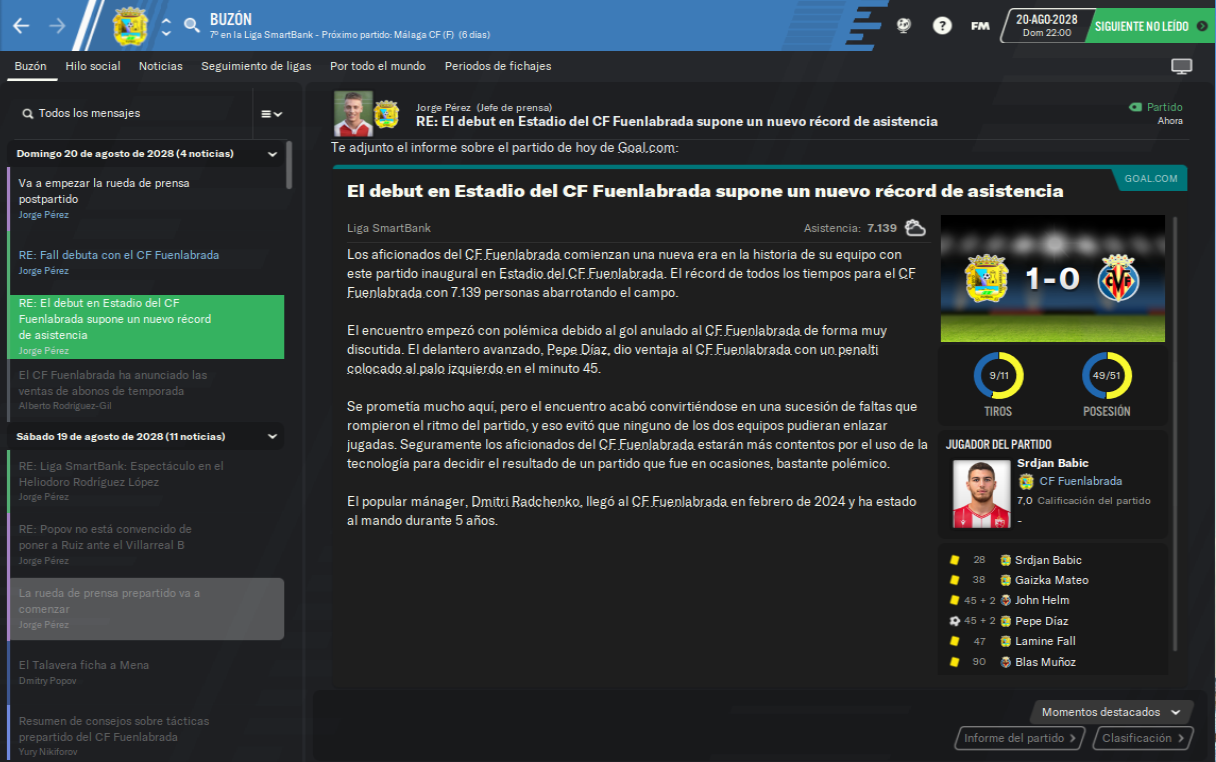 BUZÓN
7º en la Liga SmartBank - Próximo partido: Málaga CF (F) (6 días)
?
FM
20-AGO-2028
Dom 22:00
SIGUIENTE NO LEÍDO
Buzón
Hilo social
Noticias
Seguimiento de ligas
Por todo el mundo
Periodos de fichajes
Todos los mensajes
Domingo 20 de agosto de 2028 (4 noticias)
Va a empezar la rueda de prensa
postpartido
Jorge Pérez
RE: Fall debuta con el CF Fuenlabrada
Jorge Pérez
RE: El debut en Estadio del CF
Fuenlabrada supone un nuevo récord
de asistencia
Jorge Pérez
El CF Fuenlabrada ha anunciado las
ventas de abonos de temporada
Alberto Rodríguez-Gil
Sábado 19 de agosto de 2028 (11 noticias)
RE: Liga SmartBank: Espectáculo en el
Heliodoro Rodríguez López
Jorge Pérez
RE: Popov no está convencido de
poner a Ruiz ante el Villarreal B
Jorge Pérez
La rueda de prensa prepartido va a
comenzar
Jorge Pérez
El Talavera ficha a Mena
Dmitry Popov
Resumen de consejos sobre tácticas
prepartido del CF Fuenlabrada
Yury Nikiforov
Jorge Pérez (Jefe de prensa)
RE: El debut en Estadio del CF Fuenlabrada supone un nuevo récord de asistencia
Partido
Ahora
Te adjunto el informe sobre el partido de hoy de Goal.com:
GOAL.COM
El debut en Estadio del CF Fuenlabrada supone un nuevo récord de asistencia
Liga SmartBank
Asistencia: 7.139
Los aficionados del CF Fuenlabrada comienzan una nueva era en la historia de su equipo con
este partido inaugural en Estadio del CF Fuenlabrada. El récord de todos los tiempos para el CF
Fuenlabrada con 7.139 personas abarrotando el campo.
El encuentro empezó con polémica debido al gol anulado al CF Fuenlabrada de forma muy
discutida. El delantero avanzado, Pepe Díaz, dio ventaja al CF Fuenlabrada con un penalti
colocado al palo izquierdo en el minuto 45.
Se prometía mucho aquí, pero el encuentro acabó convirtiéndose en una sucesión de faltas que
rompieron el ritmo del partido, y eso evitó que ninguno de los dos equipos pudieran enlazar
jugadas. Seguramente los aficionados del CF Fuenlabrada estarán más contentos por el uso de la
tecnología para decidir el resultado de un partido que fue en ocasiones, bastante polémico.
El popular mánager, Dmitri Radchenko, llegó al CF Fuenlabrada en febrero de 2024 y ha estado
al mando durante 5 años.
1-0
9/11
TIROS
49/51
POSESIÓN
JUGADOR DEL PARTIDO
Srdjan Babic
CF Fuenlabrada
7,0 Calificación del partido
-
28 Srdjan Babic
38 Gaizka Mateo
45 + 2 John Helm
45 + 2 Pepe Díaz
47 Lamine Fall
90 Blas Muñoz
Momentos destacados
Informe del partido
Clasificación